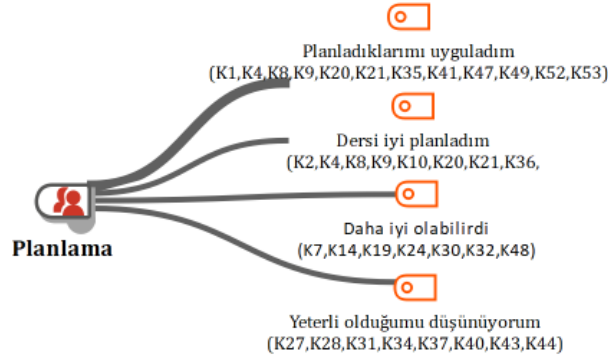 Planladıklarımı uyguladım
(K1,K4,K8,K9,K20,K21,K35,K41,K47,K49,K52,K53)
Dersi iyi planladım
(K2,K4,K8,K9,K10,K20,K21,K36,
Daha iyi olabilirdi
(K7,K14,K19,K24,K30,K32,K48)
Planlama
Yeterli olduğumu düşünüyorum
(K27,K28,K31,K34,K37,K40,K43,K44)